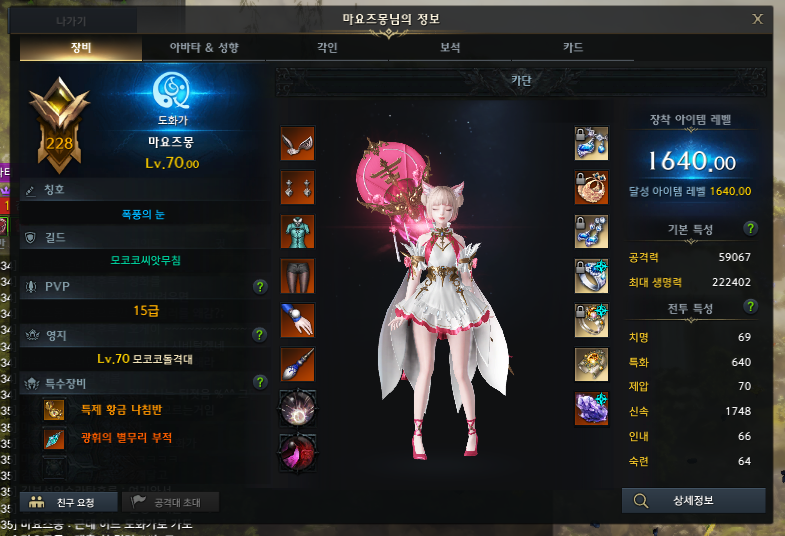 나가기
마요즈몽님의 정보
X
장비
아바타 & 성향
각인
보석
카드
228
도화가
마요즈몽
Lv.70.00
칭호
폭풍의 눈
길드
모코코씨앗무침
PVP
?
15급
영지
?
Lv.70 모코코돌격대
특수장비
?
특제 황금 나침반
광휘의 별무리 부적
친구 요청
공격대 초대
카단
장착 아이템 레벨
1640.00
달성 아이템 레벨 1640.00
기본 특성
?
공격력 59067
최대 생명력 222402
전투 특성
?
치명 69
특화 640
제압 70
신속 1748
인내 66
숙련 64
상세정보